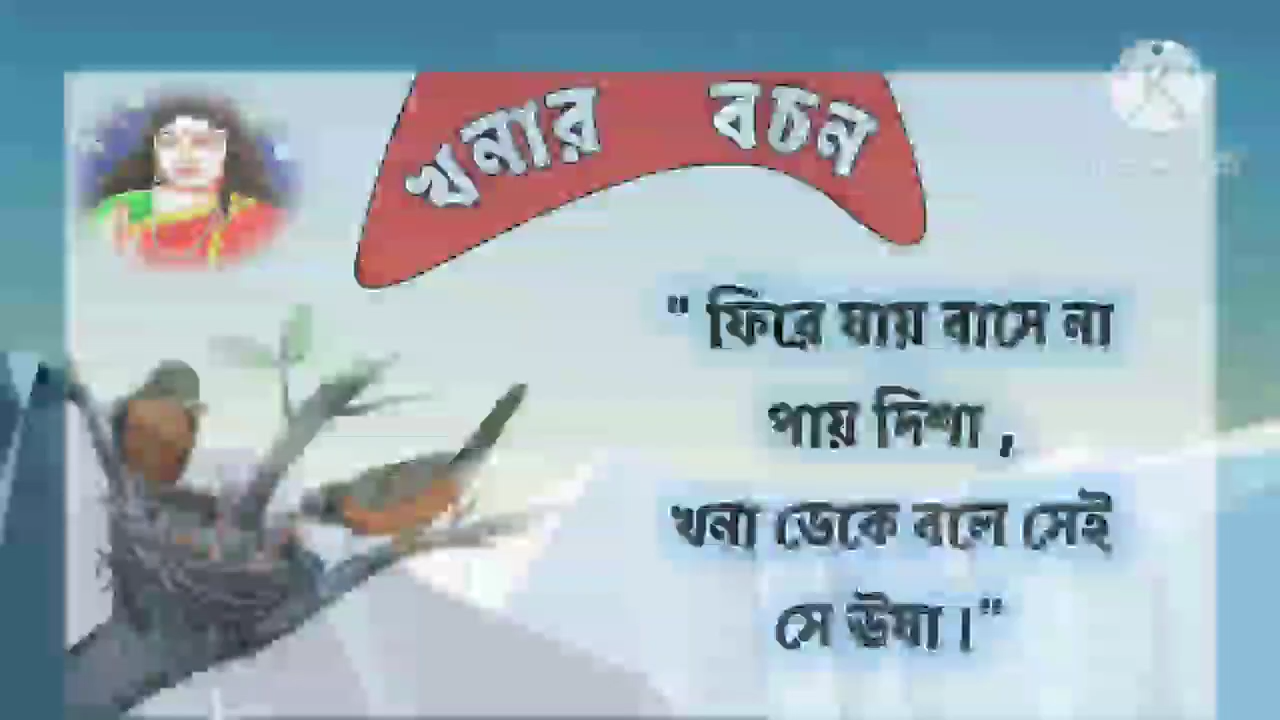 খনার বচন
" ফিরে যায় বাসে না
পায় দিশা ,
খনা ডেকে বলে সেই
সে ঊষা ।"